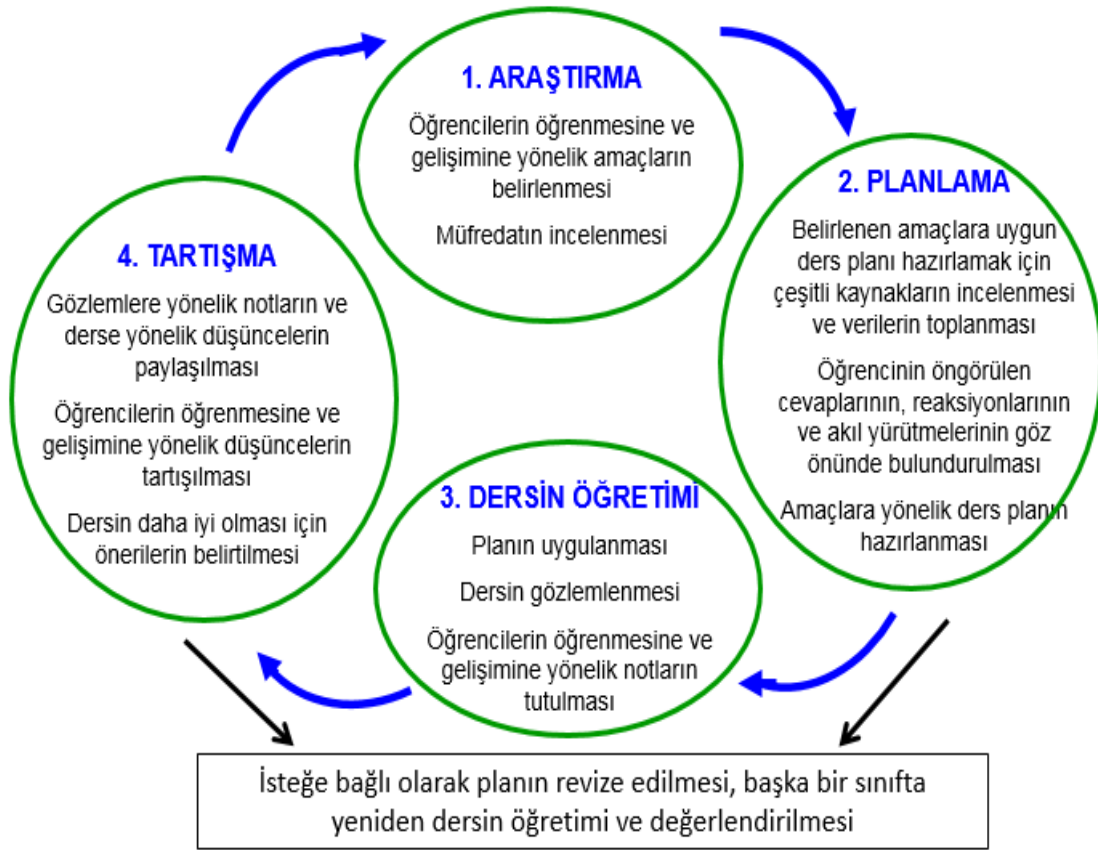 1. ARAŞTIRMA
Öğrencilerin öğrenmesine ve
gelişimine yönelik amaçların
belirlenmesi
Müfredatın incelenmesi
2. PLANLAMA
Belirlenen amaçlara uygun
ders planı hazırlamak için
çeşitli kaynakların incelenmesi
ve verilerin toplanması
Öğrencinin öngörülen
cevaplarının, reaksiyonlarının
ve akıl yürütmelerinin göz
önünde bulundurulması
Amaçlara yönelik ders planın
hazırlanması
3. DERSİN ÖĞRETİMİ
Planın uygulanması
Dersin gözlemlenmesi
Öğrencilerin öğrenmesine ve
gelişimine yönelik notların
tutulması
4. TARTIŞMA
Gözlemlere yönelik notların ve
derse yönelik düşüncelerin
paylaşılması
Öğrencilerin öğrenmesine ve
gelişimine yönelik düşüncelerin
tartışılması
Dersin daha iyi olması için
önerilerin belirtilmesi
İsteğe bağlı olarak planın revize edilmesi, başka bir sınıfta
yeniden dersin öğretimi ve değerlendirilmesi